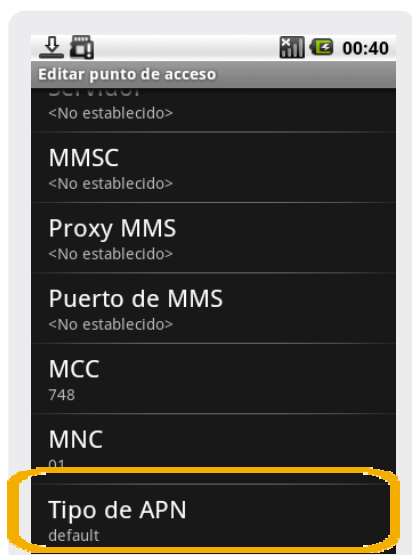 00:40
Editar punto de acceso
Servidor
<No establecido>
MMSC
<No establecido>
Proxy MMS
<No establecido>
Puerto de MMS
<No establecido>
MCC
748
MNC
01
Tipo de APN
default